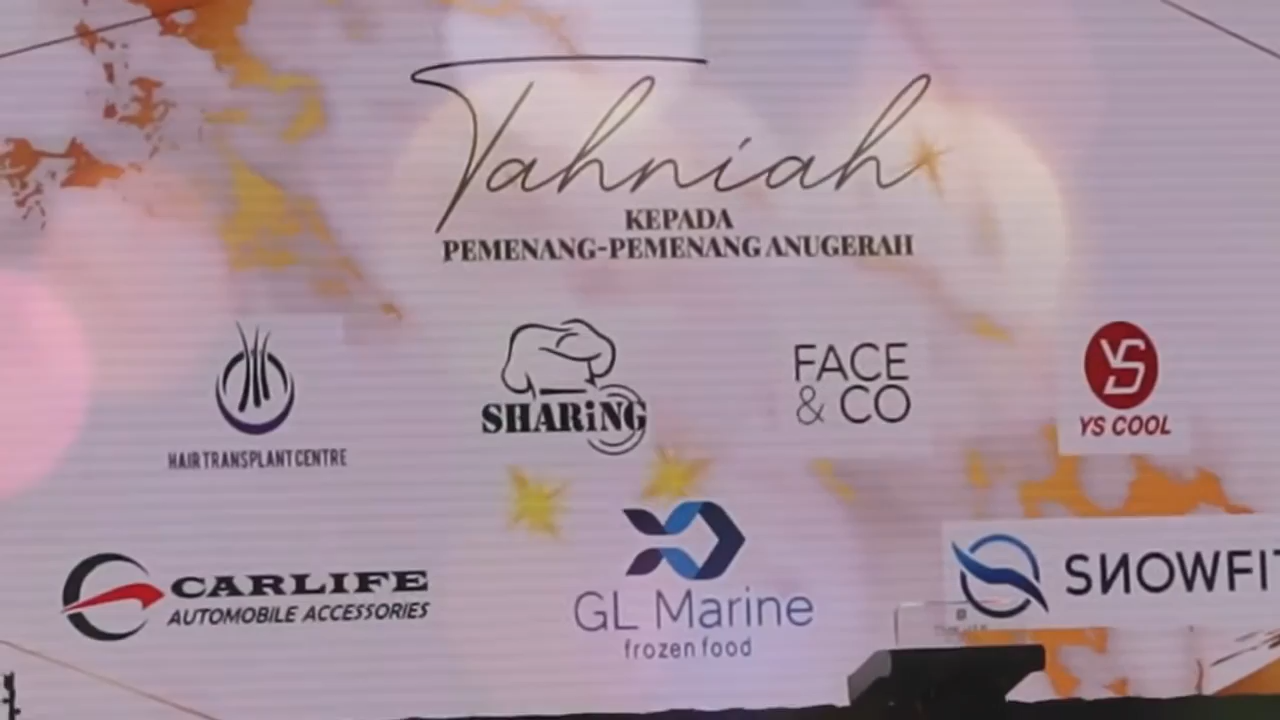 Tahniah
KEPADA
PEMENANG-PEMENANG ANUGERAH
HAIR TRANSPLANT CENTRE
SHARiNG
FACE
& CO
YS
YS COOL
CARLIFE
AUTOMOBILE ACCESSORIES
GL Marine
frozen food
SNOWFIT